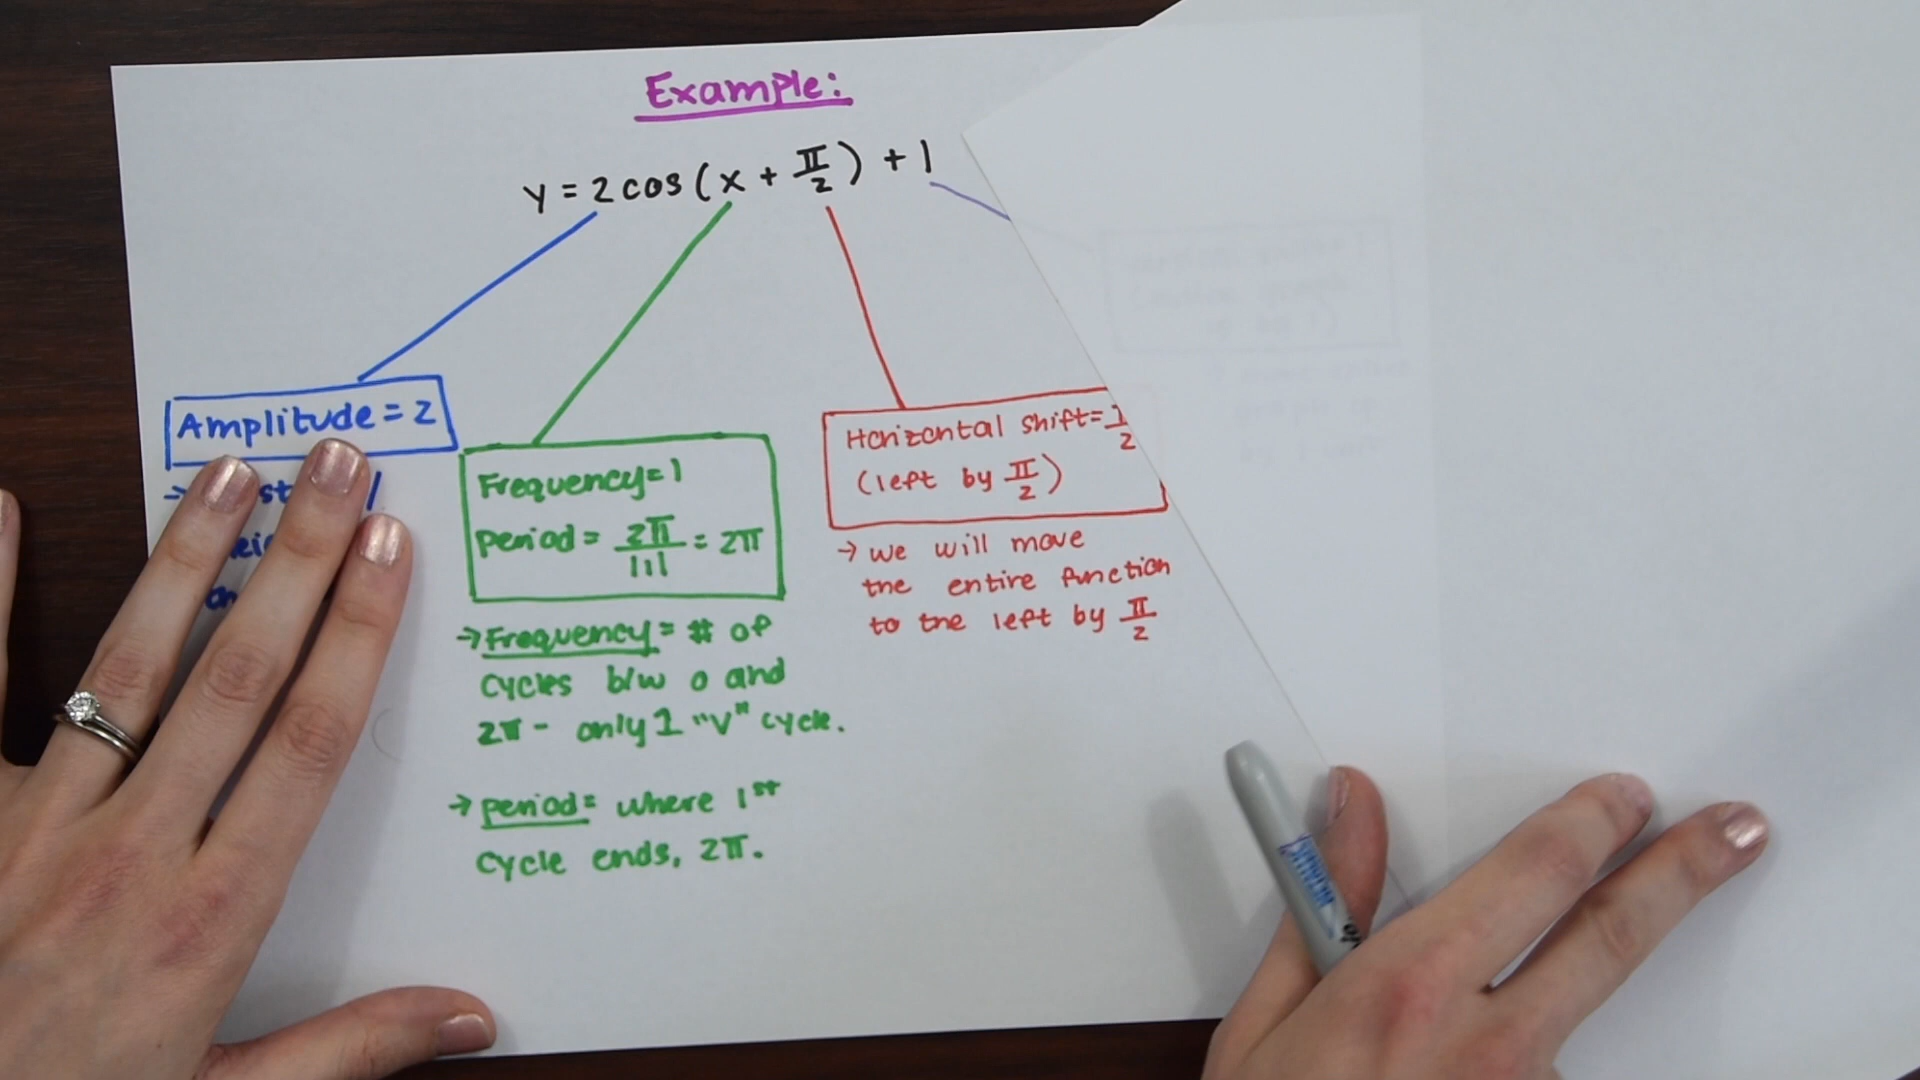 Example:
y = 2 cos (x + π/2) + 1
Amplitude = 2
→
Frequency = 1
Period = 2π/|1| = 2π
→ Frequency = # of
cycles b/w 0 and
2π - only 1 "V" cycle.
→ period = where 1st
cycle ends, 2π.
Horizontal shift =
(left by π/2)
→ we will move
the entire function
to the left by π/2